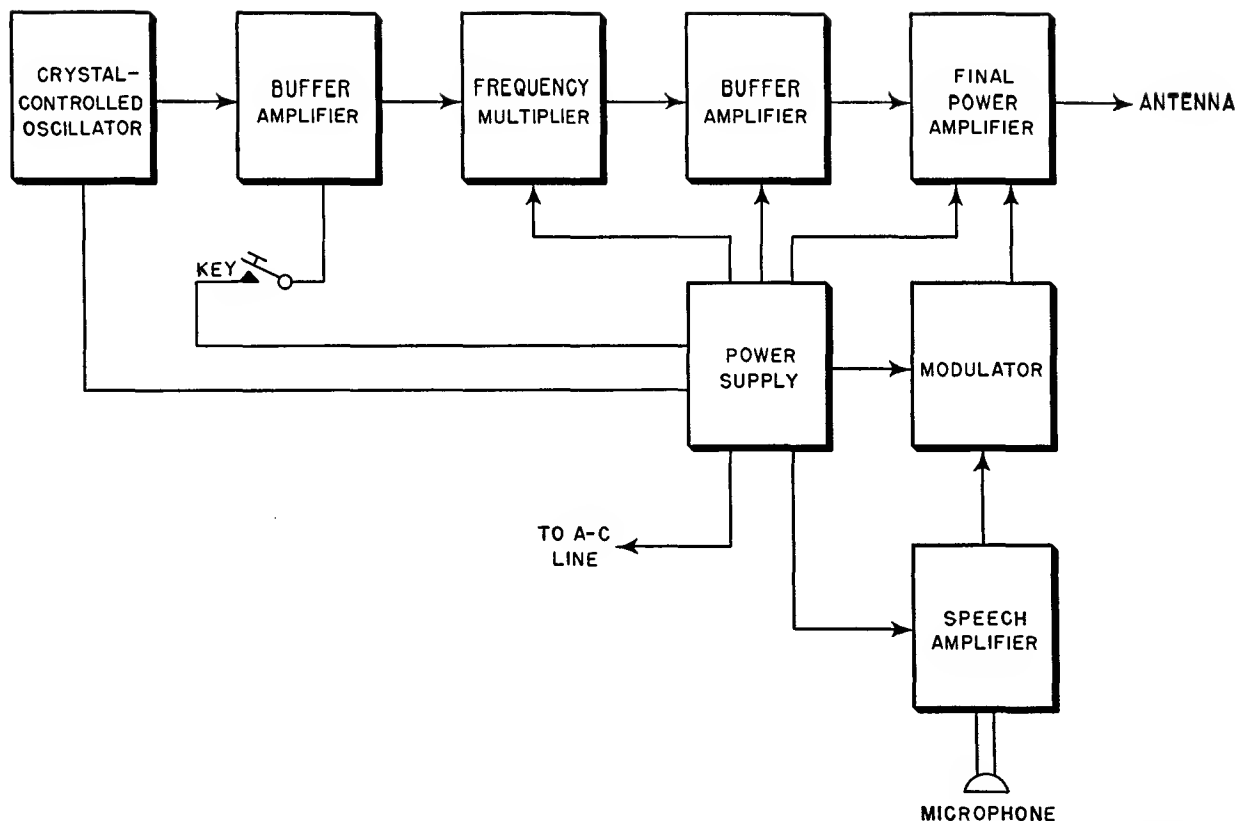 CRYSTAL-
CONTROLLED
OSCILLATOR
BUFFER
AMPLIFIER
FREQUENCY
MULTIPLIER
BUFFER
AMPLIFIER
FINAL
POWER
AMPLIFIER
ANTENNA
KEY
POWER
SUPPLY
MODULATOR
TO A-C
LINE
SPEECH
AMPLIFIER
MICROPHONE